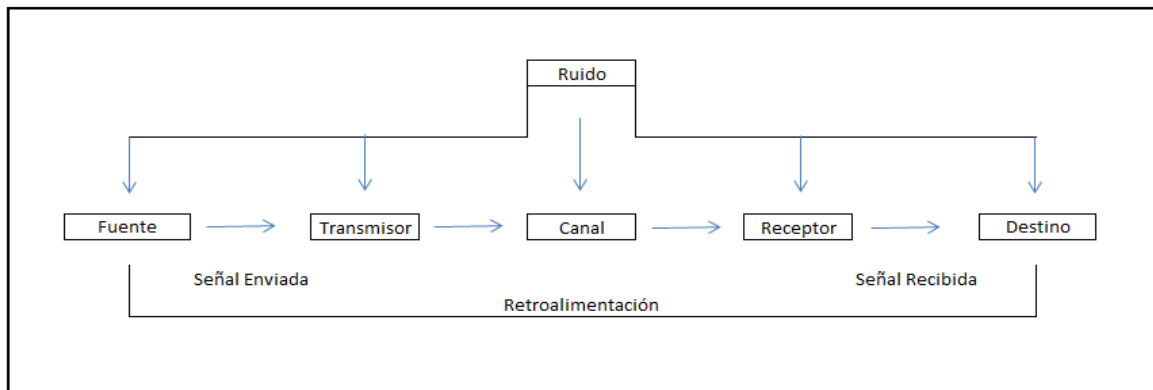 Ruido
Fuente
Transmisor
Canal
Receptor
Destino
Señal Enviada
Señal Recibida
Retroalimentación